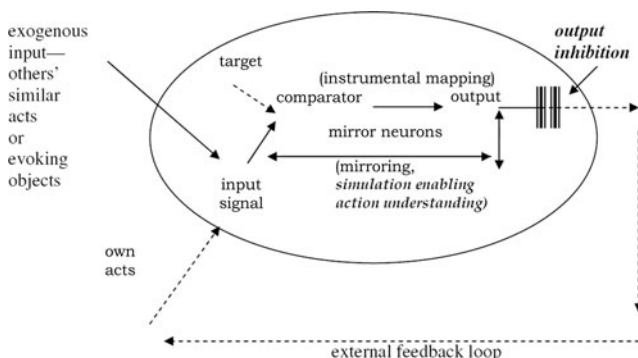 exogenous
input—
others'
similar
acts
or
evoking
objects
target
(instrumental mapping)
comparator
output
output
inhibition
mirror neurons
(mirroring,
simulation enabling
action understanding)
input
signal
own
acts
external feedback loop